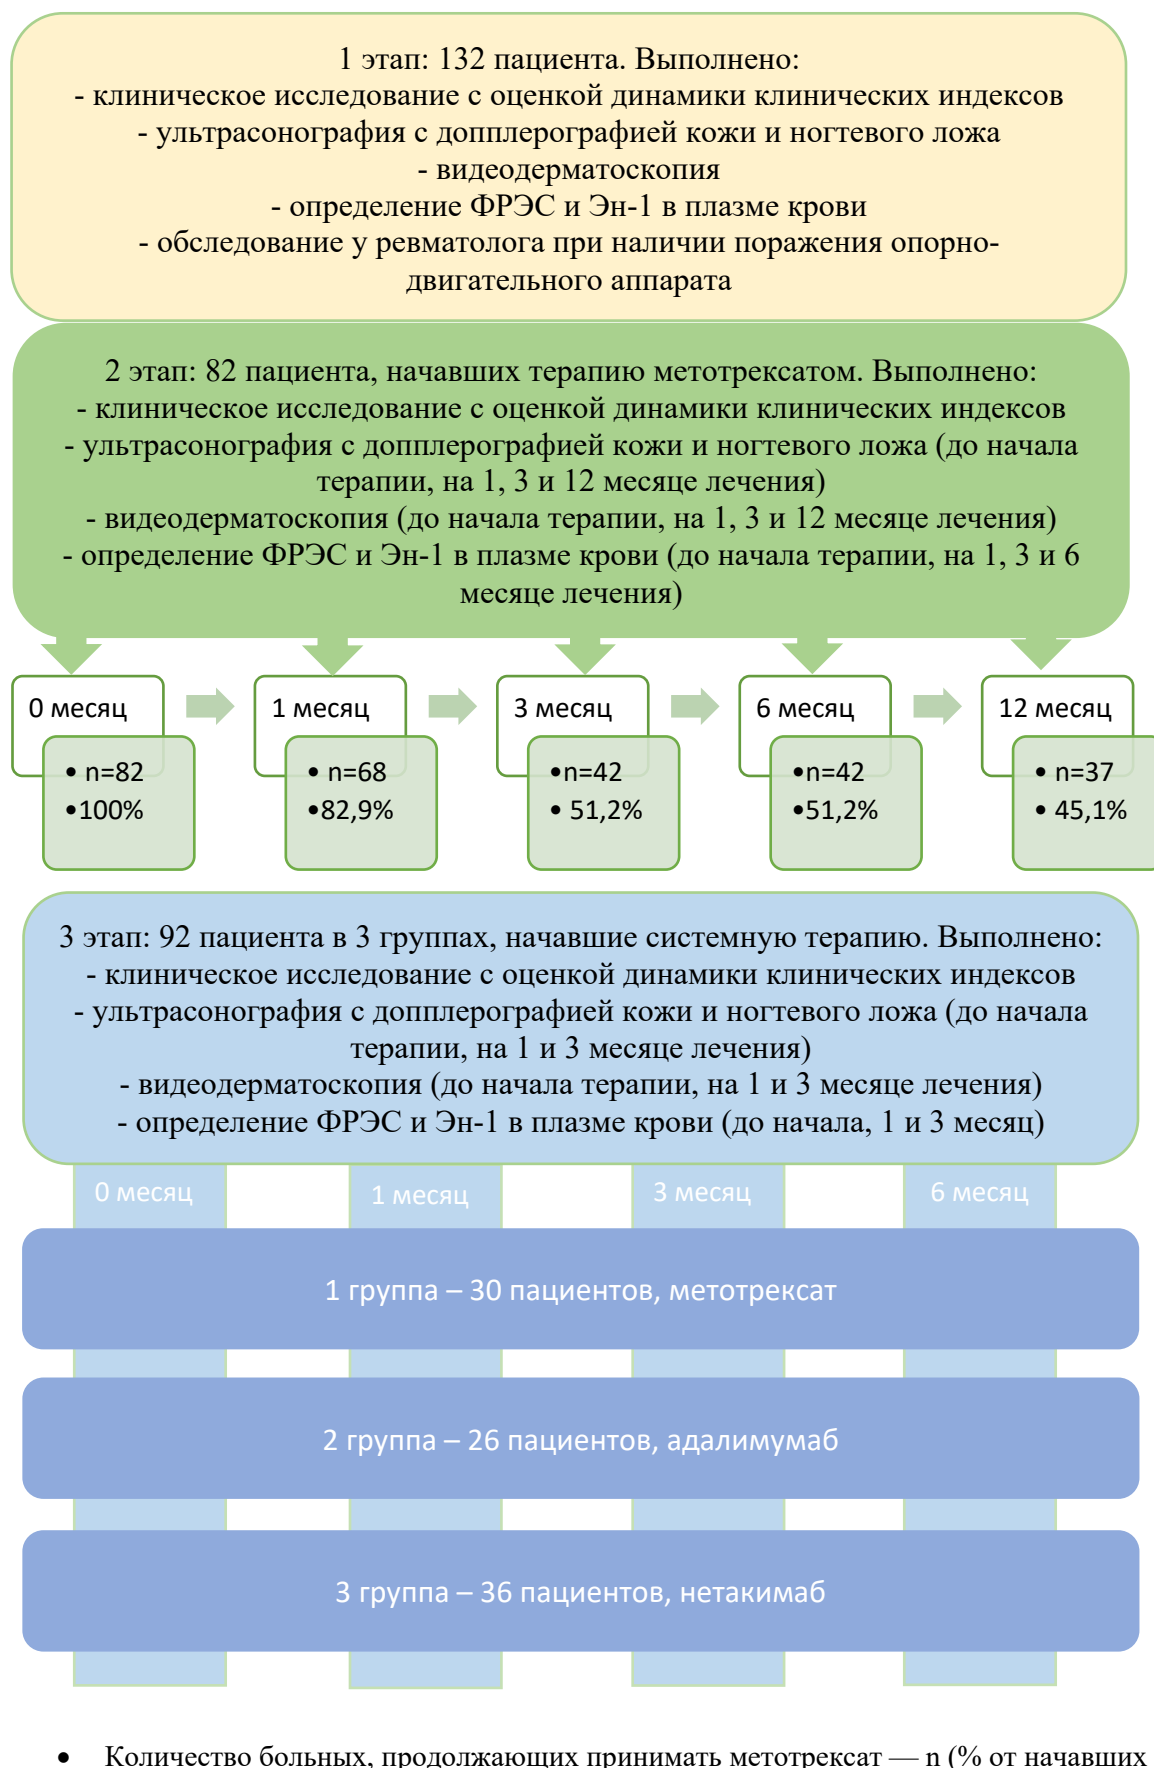 1 этап: 132 пациента. Выполнено:
- клиническое исследование с оценкой динамики клинических индексов
- ультрасонография с допплерографией кожи и ногтевого ложа
- видеодерматоскопия
- определение ФРЭС и Эн-1 в плазме крови
- обследование у ревматолога при наличии поражения опорно-
двигательного аппарата
2 этап: 82 пациента, начавших терапию метотрексатом. Выполнено:
- клиническое исследование с оценкой динамики клинических индексов
- ультрасонография с допплерографией кожи и ногтевого ложа (до начала
терапии, на 1, 3 и 12 месяце лечения)
- видеодерматоскопия (до начала терапии, на 1, 3 и 12 месяце лечения)
- определение ФРЭС и Эн-1 в плазме крови (до начала терапии, на 1, 3 и 6
месяце лечения)
0 месяц
• n=82
•100%
1 месяц
• n=68
•82,9%
3 месяц
•n=42
• 51,2%
6 месяц
•n=42
•51,2%
12 месяц
• n=37
• 45,1%
3 этап: 92 пациента в 3 группах, начавшие системную терапию. Выполнено:
- клиническое исследование с оценкой динамики клинических индексов
- ультрасонография с допплерографией кожи и ногтевого ложа (до начала
терапии, на 1 и 3 месяце лечения)
- видеодерматоскопия (до начала терапии, на 1 и 3 месяце лечения)
- определение ФРЭС и Эн-1 в плазме крови (до начала, 1 и 3 месяц)
0 месяц 1 месяц 3 месяц 6 месяц
1 группа – 30 пациентов, метотрексат
2 группа – 26 пациентов, адалимумаб
3 группа – 36 пациентов, нетакимаб
• Количество больных, продолжающих принимать метотрексат — n (% от начавших